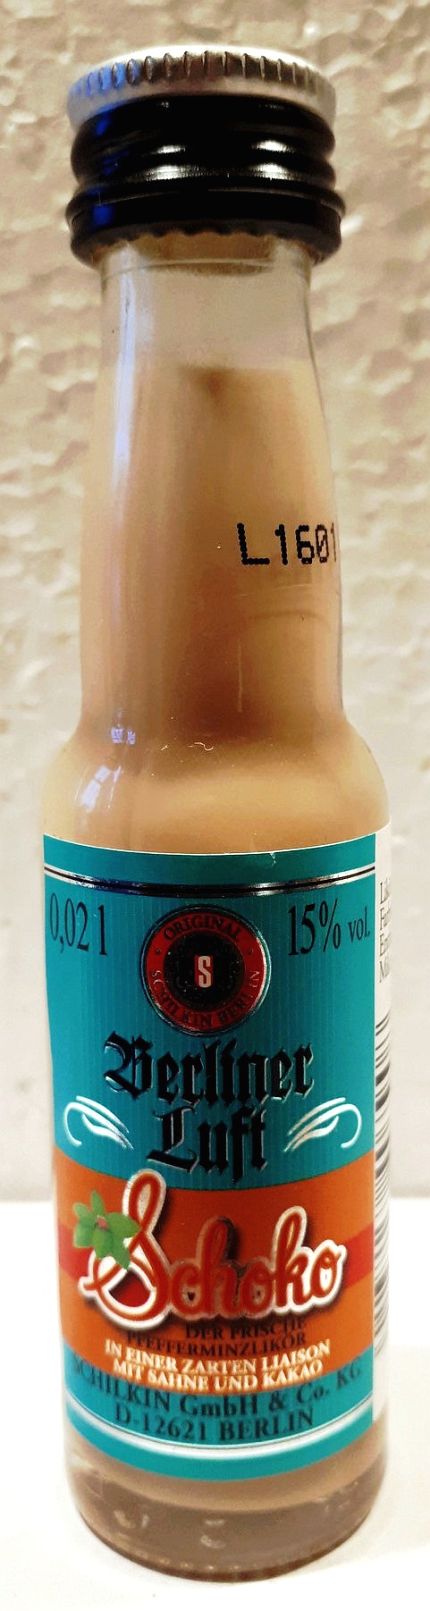 L1601
0,02 l
15% vol.
ORIGINAL
S
SCHILKIN BERLIN
Berliner
Luft
Schoko
DER FRISCHE
PFEFFERMINZLIKÖR
IN EINER ZARTEN LIAISON
MIT SAHNE UND KAKAO
SCHILKIN GmbH & Co. KG
D-12621 BERLIN